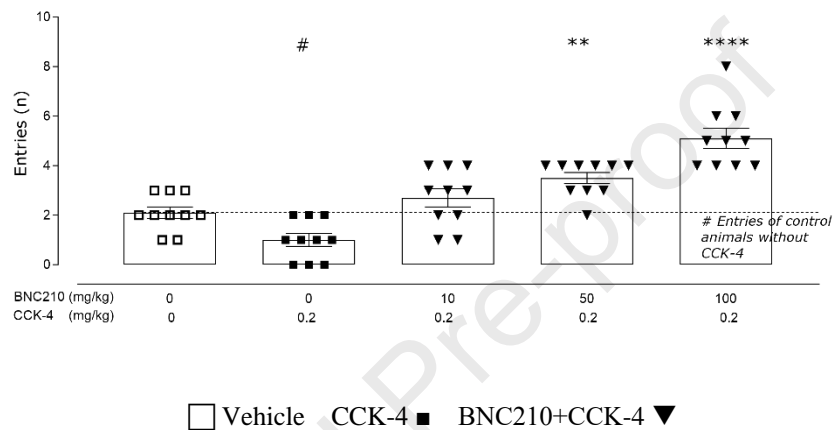 10
8
6
4
2
0
Entries (n)
#
**
****
# Entries of control
animals without
CCK-4
BNC210 (mg/kg) 0 0 10 50 100
CCK-4 (mg/kg) 0 0.2 0.2 0.2 0.2
Vehicle CCK-4 BNC210+CCK-4
Pre-proof